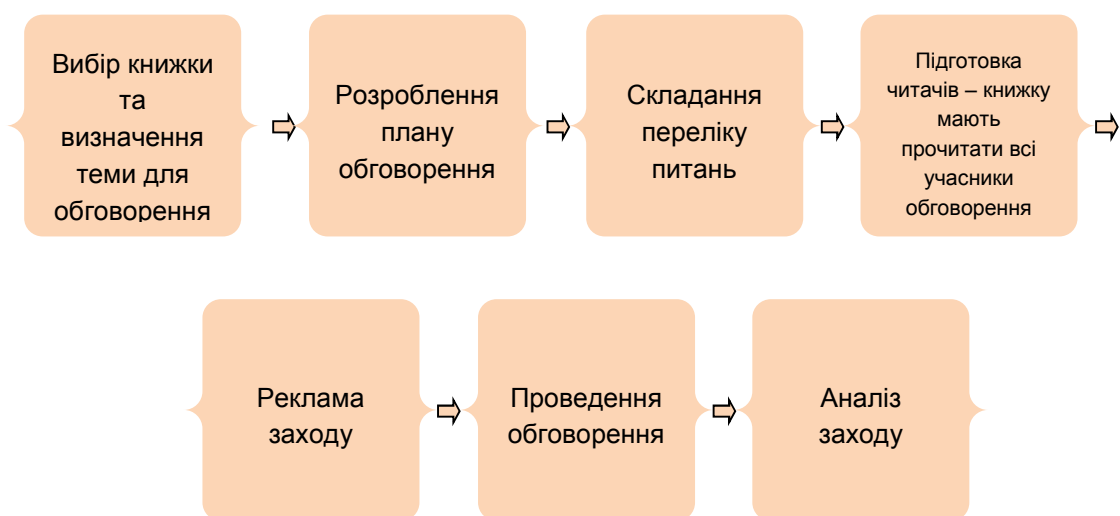 Вибір книжки
та
визначення
теми для
обговорення
Розроблення
плану
обговорення
Складання
переліку
питань
Підготовка
читачів – книжку
мають
прочитати всі
учасники
обговорення
Реклама
заходу
Проведення
обговорення
Аналіз
заходу